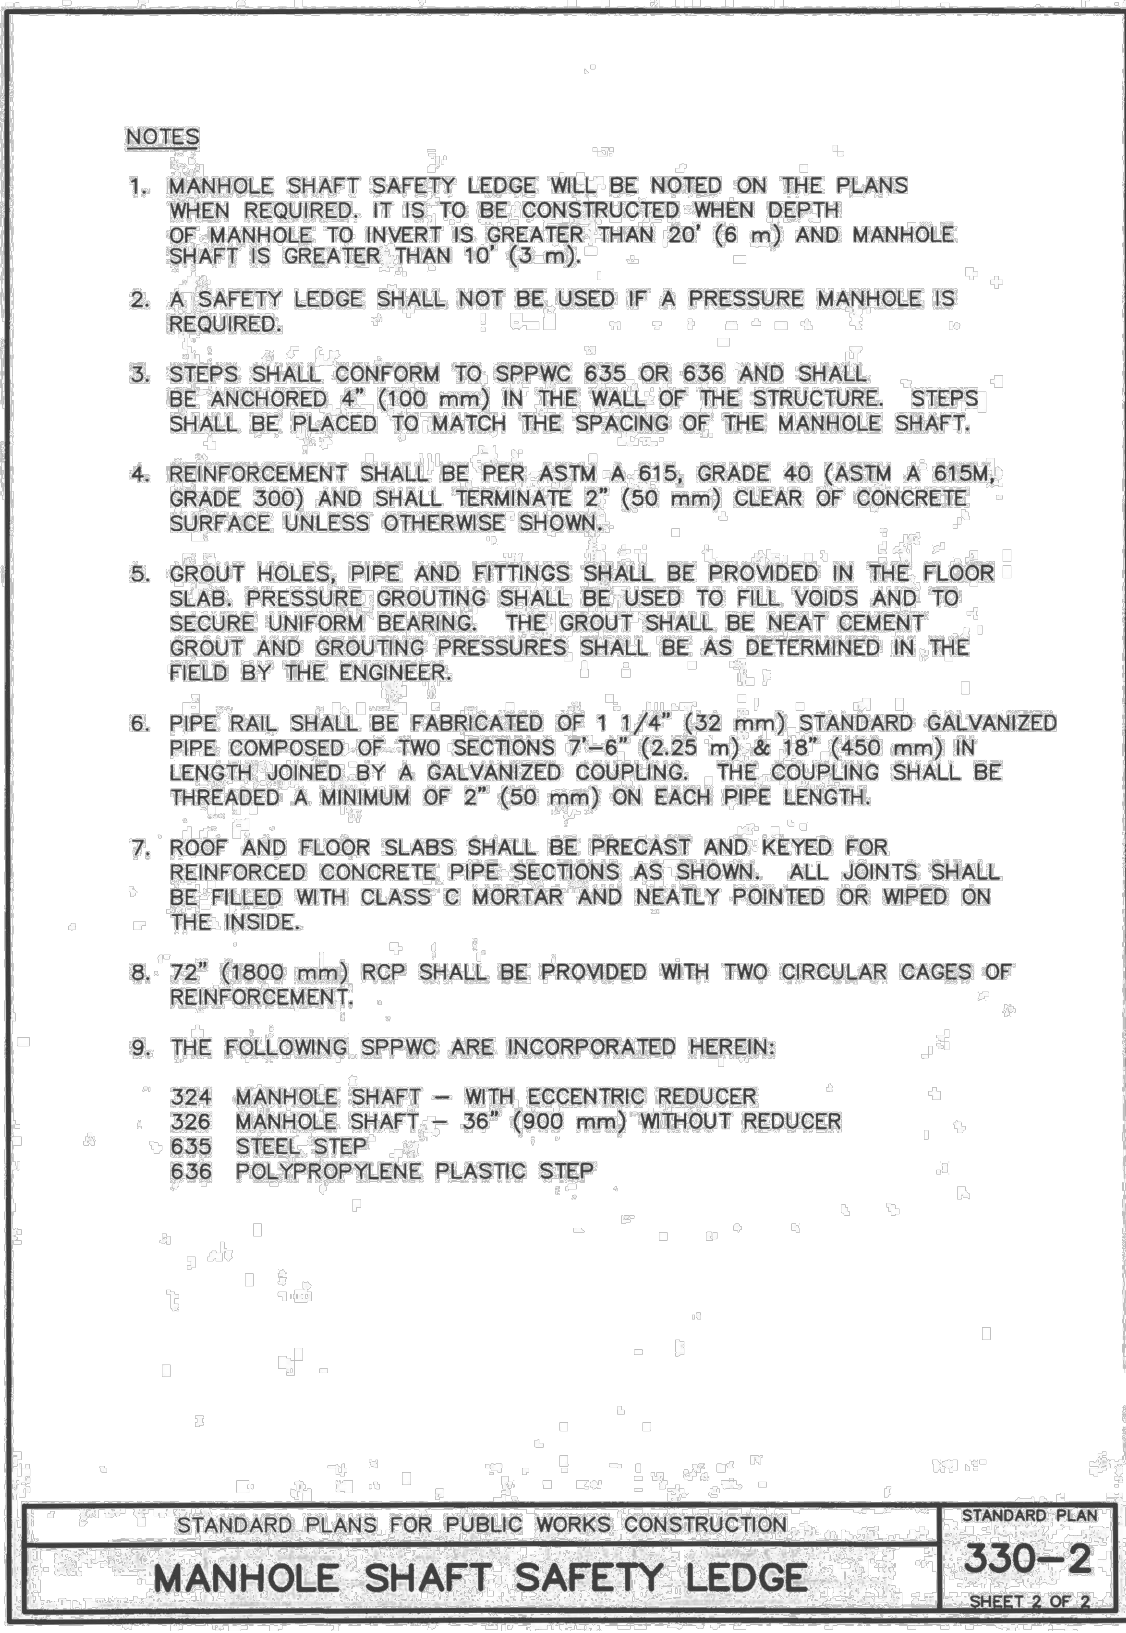 NOTES
1. MANHOLE SHAFT SAFETY LEDGE WILL BE NOTED ON THE PLANS
WHEN REQUIRED. IT IS TO BE CONSTRUCTED WHEN DEPTH
OF MANHOLE TO INVERT IS GREATER THAN 20' (6 m) AND MANHOLE
SHAFT IS GREATER THAN 10' (3 m).
2. A SAFETY LEDGE SHALL NOT BE USED IF A PRESSURE MANHOLE IS
REQUIRED.
3. STEPS SHALL CONFORM TO SPPWC 635 OR 636 AND SHALL
BE ANCHORED 4" (100 mm) IN THE WALL OF THE STRUCTURE. STEPS
SHALL BE PLACED TO MATCH THE SPACING OF THE MANHOLE SHAFT.
4. REINFORCEMENT SHALL BE PER ASTM A 615, GRADE 40 (ASTM A 615M,
GRADE 300) AND SHALL TERMINATE 2" (50 mm) CLEAR OF CONCRETE
SURFACE UNLESS OTHERWISE SHOWN.
5. GROUT HOLES, PIPE AND FITTINGS SHALL BE PROVIDED IN THE FLOOR
SLAB. PRESSURE GROUTING SHALL BE USED TO FILL VOIDS AND TO
SECURE UNIFORM BEARING. THE GROUT SHALL BE NEAT CEMENT
GROUT AND GROUTING PRESSURES SHALL BE AS DETERMINED IN THE
FIELD BY THE ENGINEER.
6. PIPE RAIL SHALL BE FABRICATED OF 1 1/4" (32 mm) STANDARD GALVANIZED
PIPE COMPOSED OF TWO SECTIONS 7'-6" (2.25 m) & 18" (450 mm) IN
LENGTH JOINED BY A GALVANIZED COUPLING. THE COUPLING SHALL BE
THREADED A MINIMUM OF 2" (50 mm) ON EACH PIPE LENGTH.
7. ROOF AND FLOOR SLABS SHALL BE PRECAST AND KEYED FOR
REINFORCED CONCRETE PIPE SECTIONS AS SHOWN. ALL JOINTS SHALL
BE FILLED WITH CLASS C MORTAR AND NEATLY POINTED OR WIPED ON
THE INSIDE.
8. 72" (1800 mm) RCP SHALL BE PROVIDED WITH TWO CIRCULAR CAGES OF
REINFORCEMENT.
9. THE FOLLOWING SPPWC ARE INCORPORATED HEREIN:
324 MANHOLE SHAFT – WITH ECCENTRIC REDUCER
326 MANHOLE SHAFT – 36" (900 mm) WITHOUT REDUCER
635 STEEL STEP
636 POLYPROPYLENE PLASTIC STEP
STANDARD PLANS FOR PUBLIC WORKS CONSTRUCTION
MANHOLE SHAFT SAFETY LEDGE
STANDARD PLAN
330–2
SHEET 2 OF 2